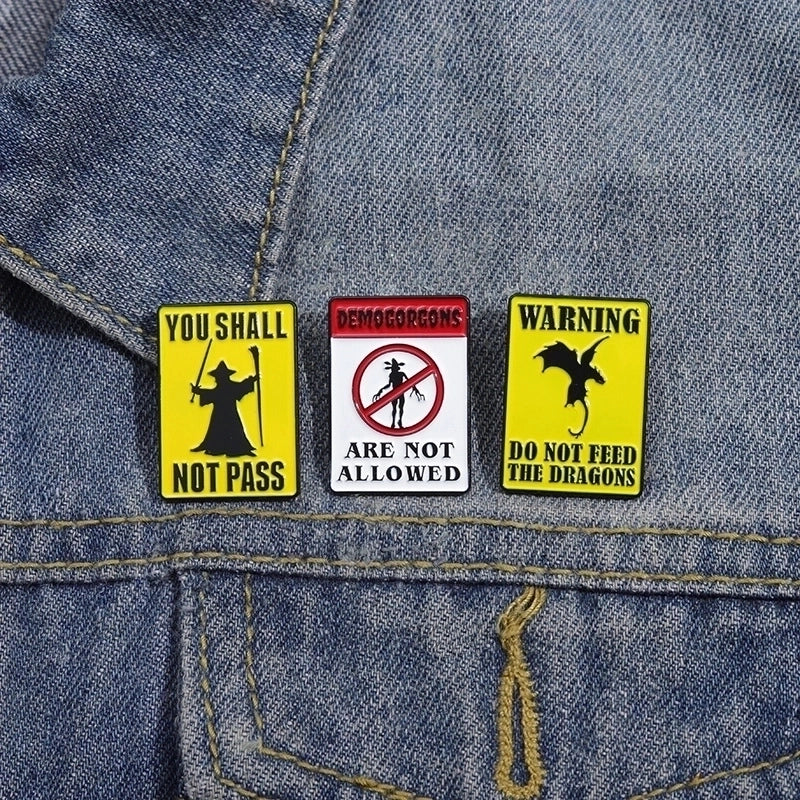 YOU SHALL
NOT PASS
DEMOGORGONS
ARE NOT
ALLOWED
WARNING
DO NOT FEED
THE DRAGONS